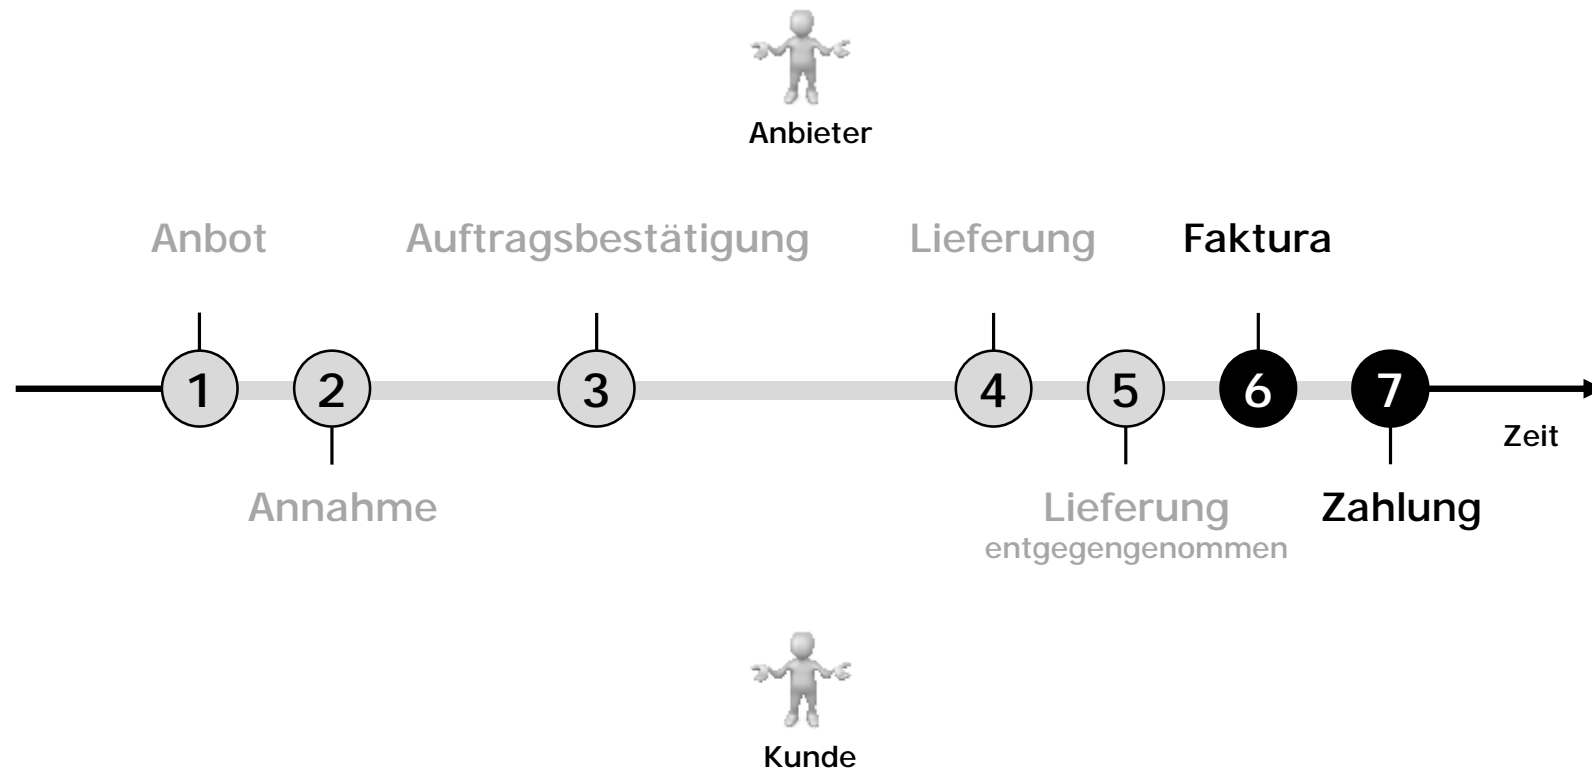 Anbieter
Anbot Auftragsbestätigung Lieferung Faktura
1 2 3 4 5 6 7
Zeit
Annahme Lieferung Zahlung
entgegengenommen
Kunde